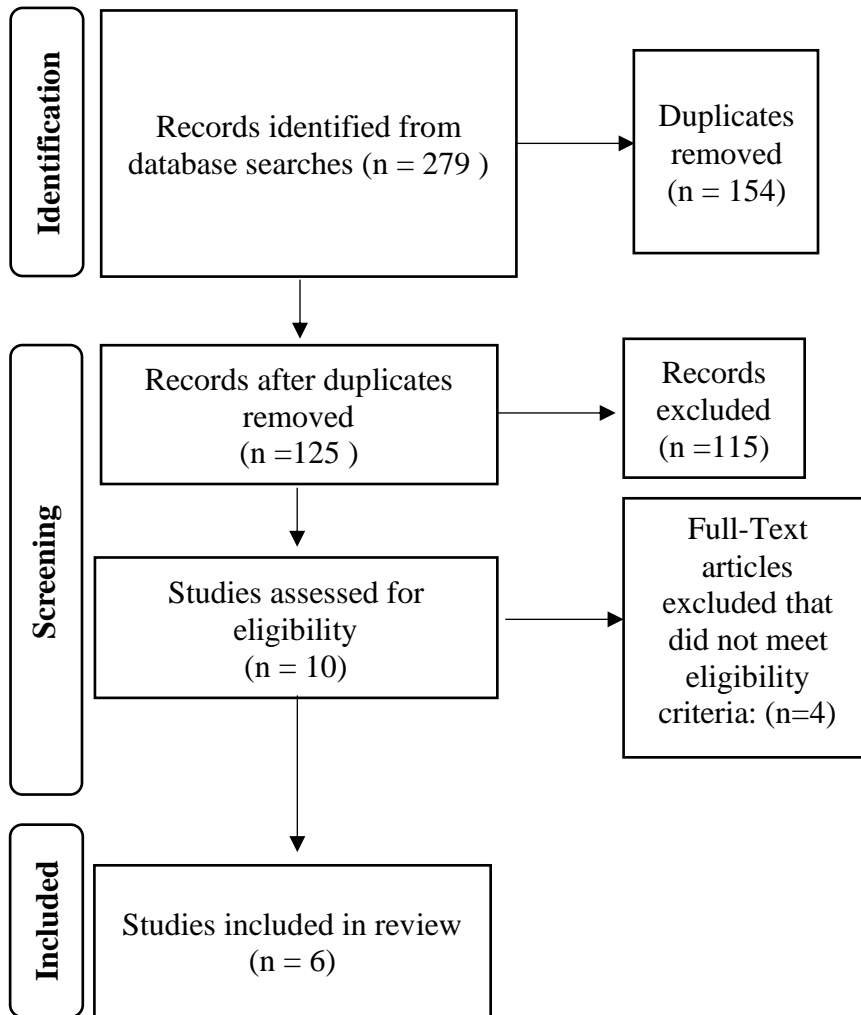 Identification
Records identified from
database searches (n = 279 )
Duplicates
removed
(n = 154)
Screening
Records after duplicates
removed
(n =125 )
Records
excluded
(n =115)
Studies assessed for
eligibility
(n = 10)
Full-Text
articles
excluded that
did not meet
eligibility
criteria: (n=4)
Included
Studies included in review
(n = 6)